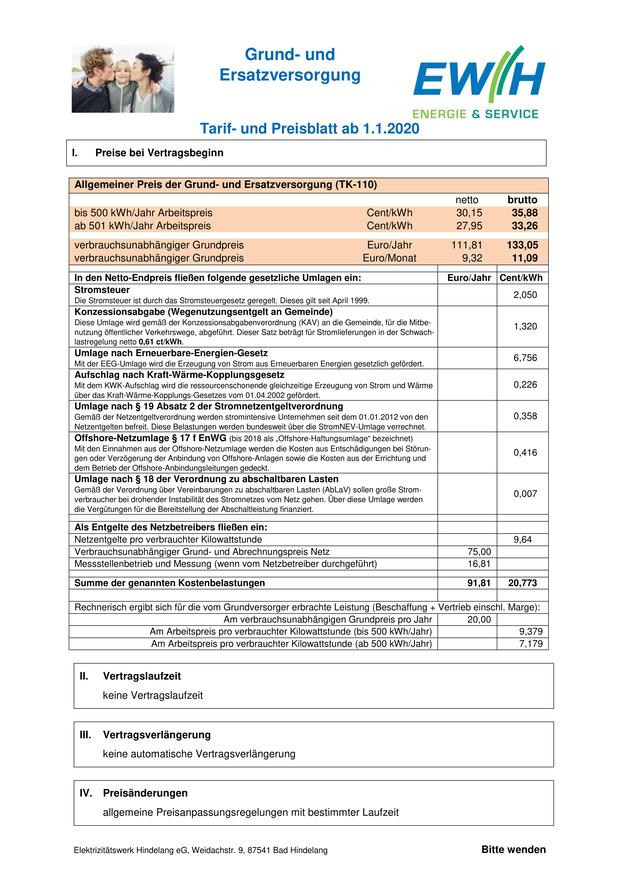 Grund- und
Ersatzversorgung
EWH
ENERGIE & SERVICE
Tarif- und Preisblatt ab 1.1.2020
I. Preise bei Vertragsbeginn
Allgemeiner Preis der Grund- und Ersatzversorgung (TK-110)
netto brutto
bis 500 kWh/Jahr Arbeitspreis Cent/kWh 30,15 35,88
ab 501 kWh/Jahr Arbeitspreis Cent/kWh 27,95 33,26
verbrauchsunabhängiger Grundpreis Euro/Jahr 111,81 133,05
verbrauchsunabhängiger Grundpreis Euro/Monat 9,32 11,09
In den Netto-Endpreis fließen folgende gesetzliche Umlagen ein: Euro/Jahr Cent/kWh
Stromsteuer
Die Stromsteuer ist durch das Stromsteuergesetz geregelt. Dieses gilt seit April 1999. 2,050
Konzessionsabgabe (Wegenutzungsentgelt an Gemeinde)
Diese Umlage wird gemäß der Konzessionsabgabenverordnung (KAV) an die Gemeinde, für die Mitbe-
nutzung öffentlicher Verkehrswege, abgeführt. Dieser Satz beträgt für Stromlieferungen in der Schwach-
lastregelung netto 0,61 ct/kWh. 1,320
Umlage nach Erneuerbare-Energien-Gesetz
Mit der EEG-Umlage wird die Erzeugung von Strom aus Erneuerbaren Energien gesetzlich gefördert. 6,756
Aufschlag nach Kraft-Wärme-Kopplungsgesetz
Mit dem KWK-Aufschlag wird die ressourcenschonende gleichzeitige Erzeugung von Strom und Wärme
über das Kraft-Wärme-Kopplungs-Gesetzes vom 01.04.2002 gefördert. 0,226
Umlage nach § 19 Absatz 2 der Stromnetzentgeltverordnung
Gemäß der Netzentgeltverordnung werden stromintensive Unternehmen seit dem 01.01.2012 von den
Netzentgelten befreit. Diese Belastungen werden bundesweit über die StromNEV-Umlage verrechnet. 0,358
Offshore-Netzumlage § 17 f EnWG (bis 2018 als „Offshore-Haftungsumlage“ bezeichnet)
Mit den Einnahmen aus der Offshore-Netzumlage werden die Kosten aus Entschädigungen bei Störun-
gen oder Verzögerung der Anbindung von Offshore-Anlagen sowie die Kosten aus der Errichtung und
dem Betrieb der Offshore-Anbindungsleitungen gedeckt. 0,416
Umlage nach § 18 der Verordnung zu abschaltbaren Lasten
Gemäß der Verordnung über Vereinbarungen zu abschaltbaren Lasten (AbLaV) sollen große Strom-
verbraucher bei drohender Instabilität des Stromnetzes vom Netz gehen. Über diese Umlage werden
die Vergütungen für die Bereitstellung der Abschaltleistung finanziert. 0,007
Als Entgelte des Netzbetreibers fließen ein:
Netzentgelte pro verbrauchter Kilowattstunde 9,64
Verbrauchsunabhängiger Grund- und Abrechnungspreis Netz 75,00
Messstellenbetrieb und Messung (wenn vom Netzbetreiber durchgeführt) 16,81
Summe der genannten Kostenbelastungen 91,81 20,773
Rechnerisch ergibt sich für die vom Grundversorger erbrachte Leistung (Beschaffung + Vertrieb einschl. Marge):
Am verbrauchsunabhängigen Grundpreis pro Jahr 20,00
Am Arbeitspreis pro verbrauchter Kilowattstunde (bis 500 kWh/Jahr) 9,379
Am Arbeitspreis pro verbrauchter Kilowattstunde (ab 500 kWh/Jahr) 7,179
II. Vertragslaufzeit
keine Vertragslaufzeit
III. Vertragsverlängerung
keine automatische Vertragsverlängerung
IV. Preisänderungen
allgemeine Preisanpassungsregelungen mit bestimmter Laufzeit
Elektrizitätswerk Hindelang eG, Weidachstr. 9, 87541 Bad Hindelang Bitte wenden